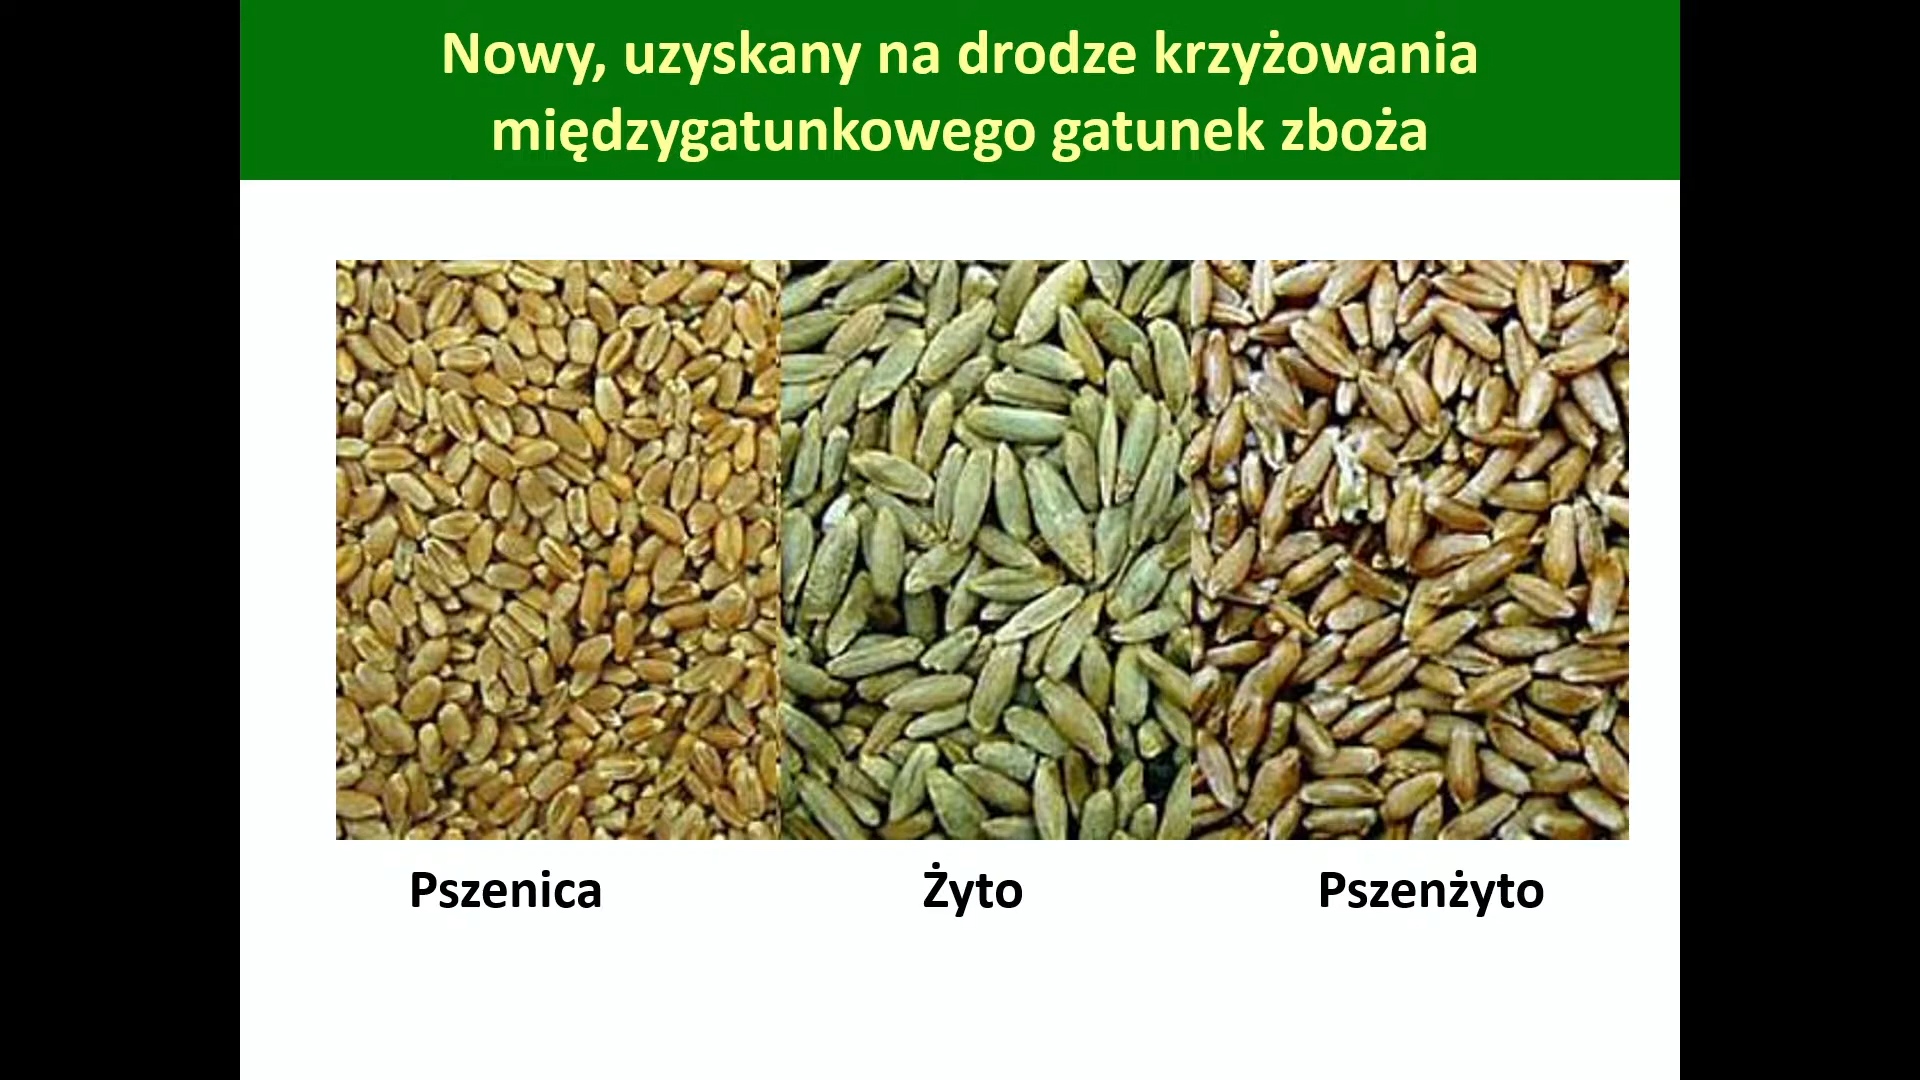 Nowy, uzyskany na drodze krzyżowania
międzygatunkowego gatunek zboża
Pszenica
Żyto
Pszenżyto